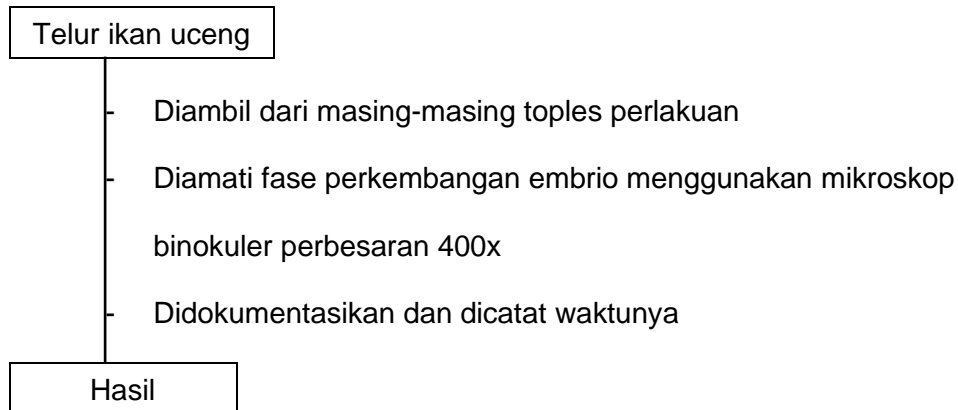 Telur ikan uceng
- Diambil dari masing-masing toples perlakuan
- Diamati fase perkembangan embrio menggunakan mikroskop
binokuler perbesaran 400x
- Didokumentasikan dan dicatat waktunya
Hasil